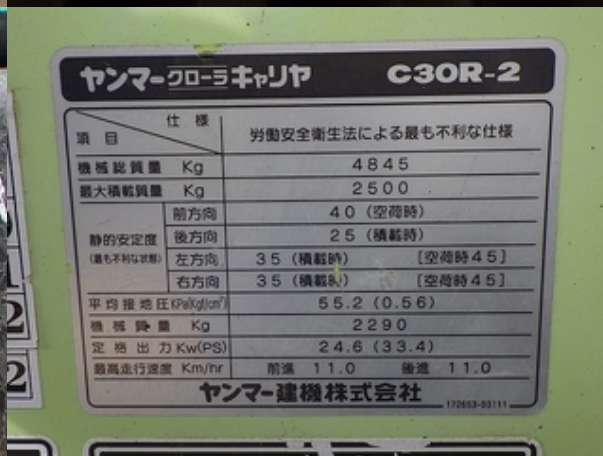 ヤンマークローラキャリヤ C30R-2
仕様
項目
労働安全衛生法による最も不利な仕様
機械総質量 Kg 4845
最大積載質量 Kg 2500
静的安定度
(最も不利な状態)
前方向 40 (空荷時)
後方向 25 (積載時)
左方向 35 (積載時) [空荷時45]
右方向 35 (積載時) [空荷時45]
平均接地圧KPa(Kgf/cm²) 55.2 (0.56)
機械質量 Kg 2290
定格出力 Kw(PS) 24.6 (33.4)
最高走行速度 Km/hr 前進 11.0 後進 11.0
ヤンマー建機株式会社
172653-03111
2
2